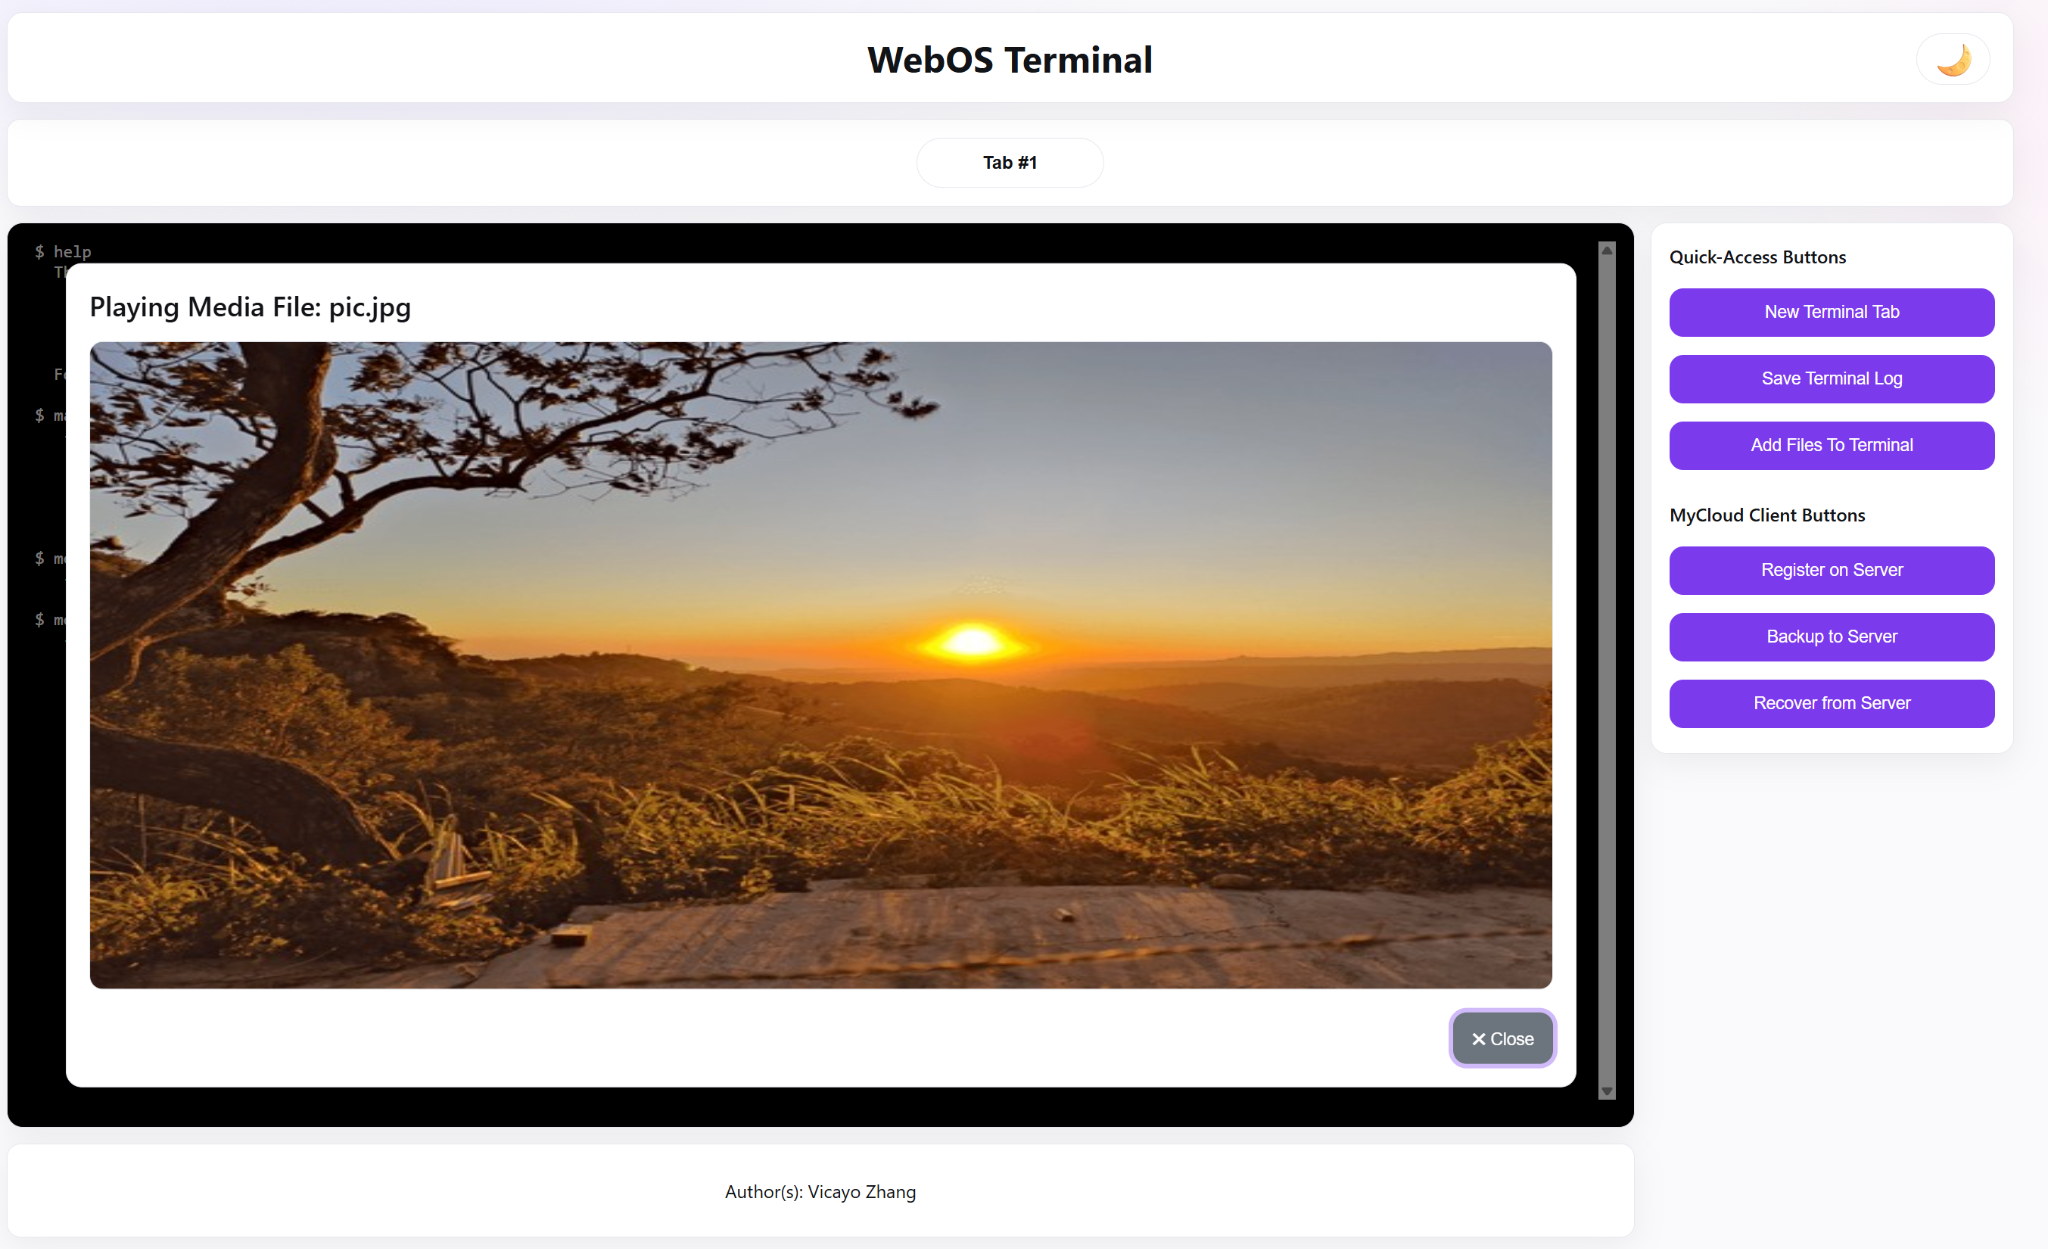 WebOS Terminal
Tab #1
$ help
$
$
$
$
Playing Media File: pic.jpg
✕ Close
Quick-Access Buttons
New Terminal Tab
Save Terminal Log
Add Files To Terminal
MyCloud Client Buttons
Register on Server
Backup to Server
Recover from Server
Author(s): Vicayo Zhang